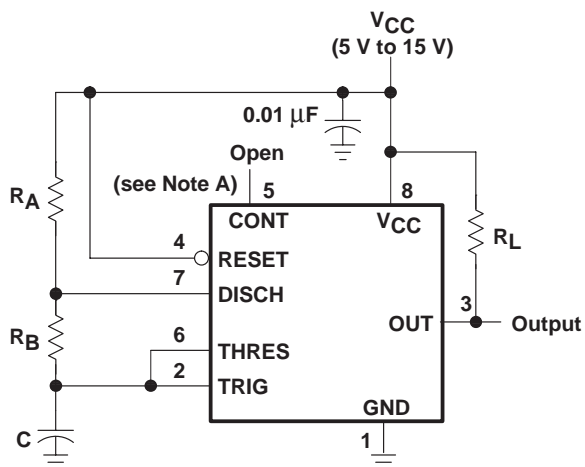 VCC
(5 V to 15 V)
0.01 μF
Open
(see Note A)
5
8
RA
CONT
VCC
RL
4
RESET
7
DISCH
3
OUT
Output
RB
6
THRES
2
TRIG
GND
C
1